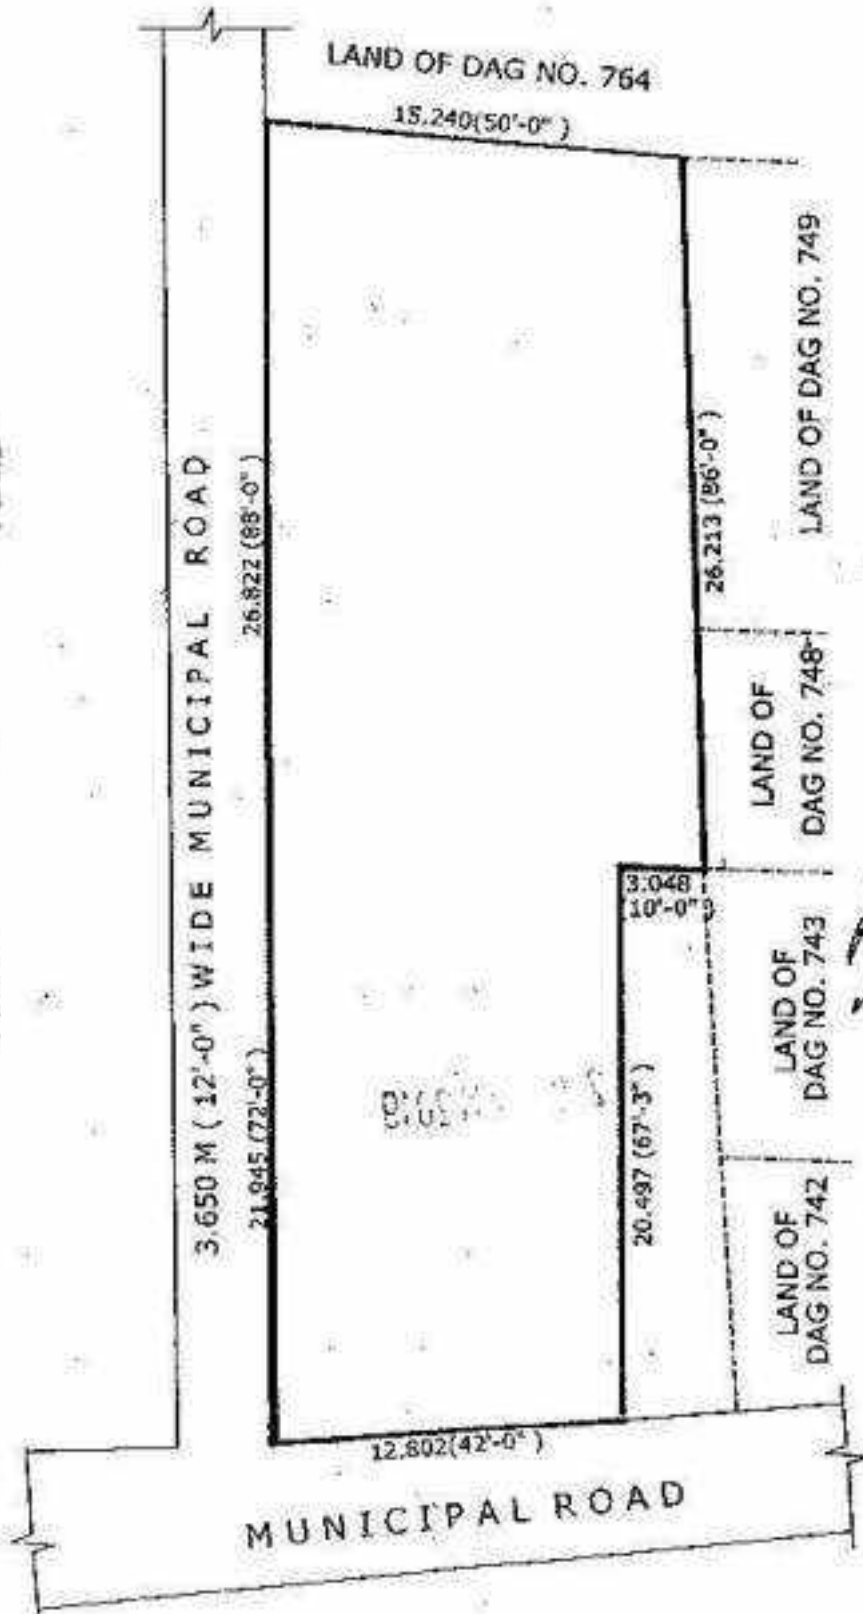 LAND OF DAG NO. 764
15.240(50'-0")
LAND OF DAG NO. 749
26.213 (86'-0")
26.822 (88'-0")
3.650 M (12'-0") WIDE MUNICIPAL ROAD
LAND OF
DAG NO. 748
3.048
(10'-0")
LAND OF
DAG NO. 743
21.945 (72'-0")
20.497 (67'-3")
LAND OF
DAG NO. 742
12.802(42'-0")
MUNICIPAL ROAD